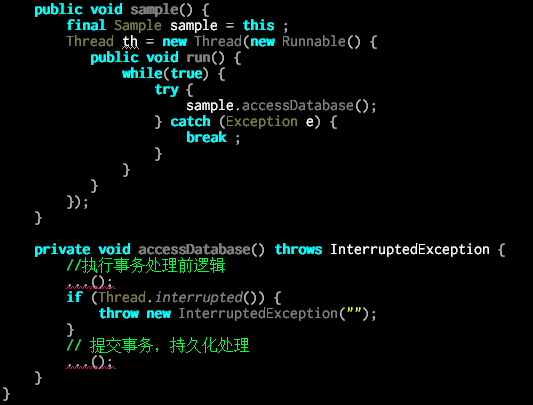 public void sample() {
final Sample sample = this ;
Thread th = new Thread(new Runnable() {
public void run() {
while(true) {
try {
sample.accessDatabase();
} catch (Exception e) {
break ;
}
}
}
});
}
private void accessDatabase() throws InterruptedException {
//执行事务处理前逻辑
...();
if (Thread.interrupted()) {
throw new InterruptedException("");
}
// 提交事务，持久化处理
...();
}
}